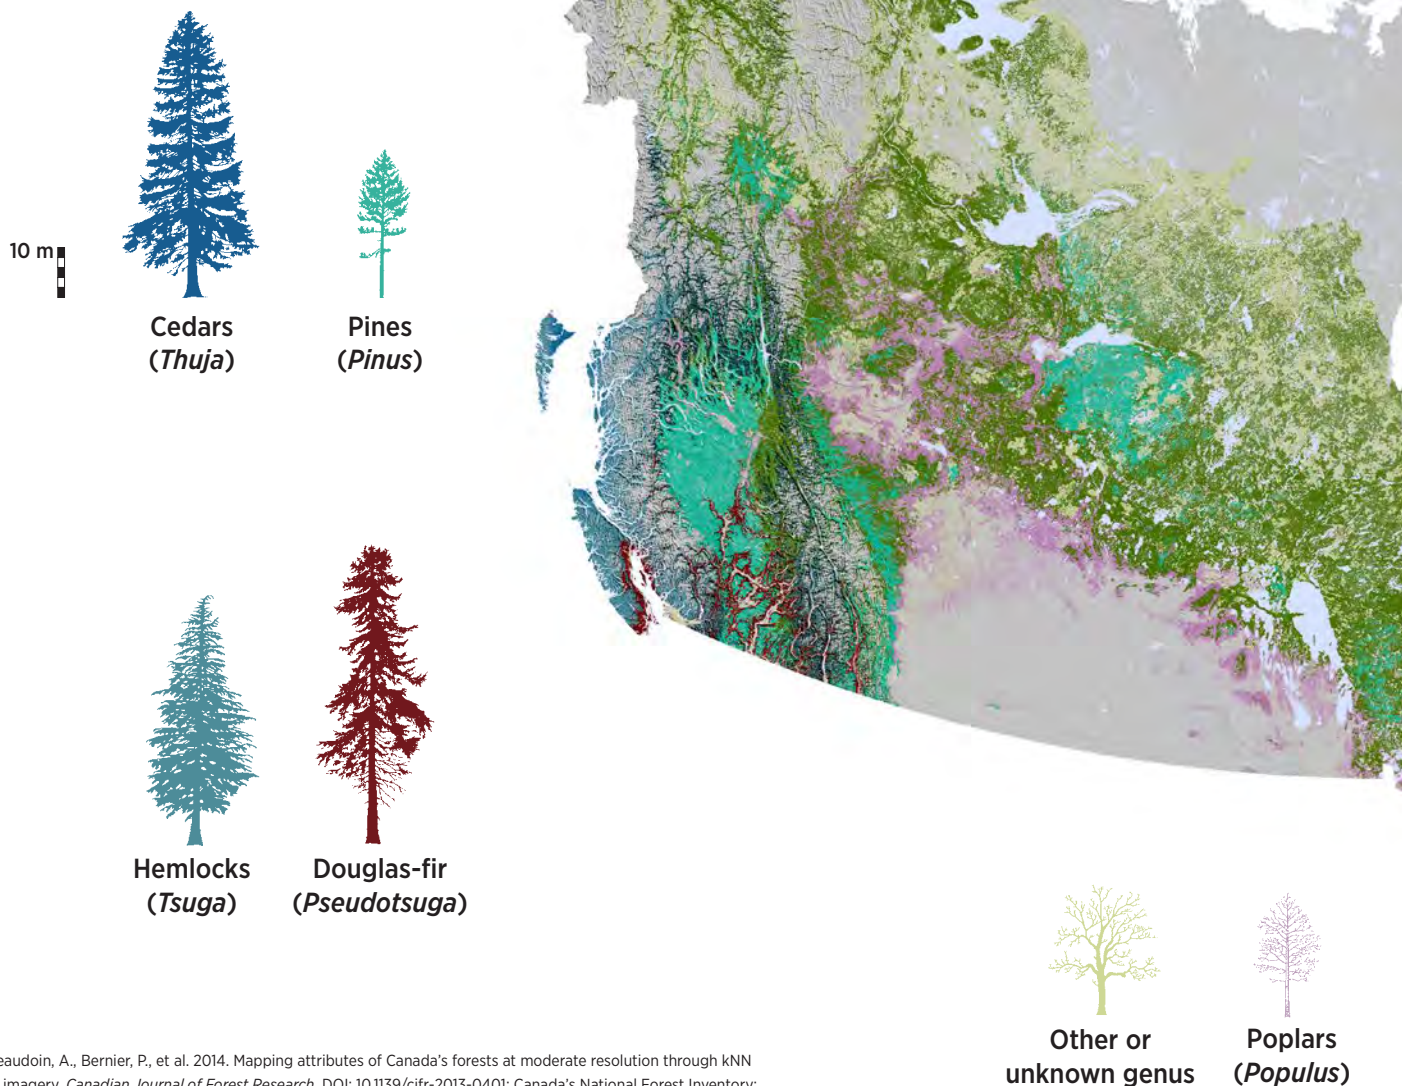 10 m
Cedars
(Thuja)
Pines
(Pinus)
Hemlocks
(Tsuga)
Douglas-fir
(Pseudotsuga)
Other or
unknown genus
Poplars
(Populus)
eaudoin, A., Bernier, P., et al. 2014. Mapping attributes of Canada's forests at moderate resolution through kNN
imagery. Canadian Journal of Forest Research. DOI: 10.1139/cjfr-2013-0401; Canada's National Forest Inventory;